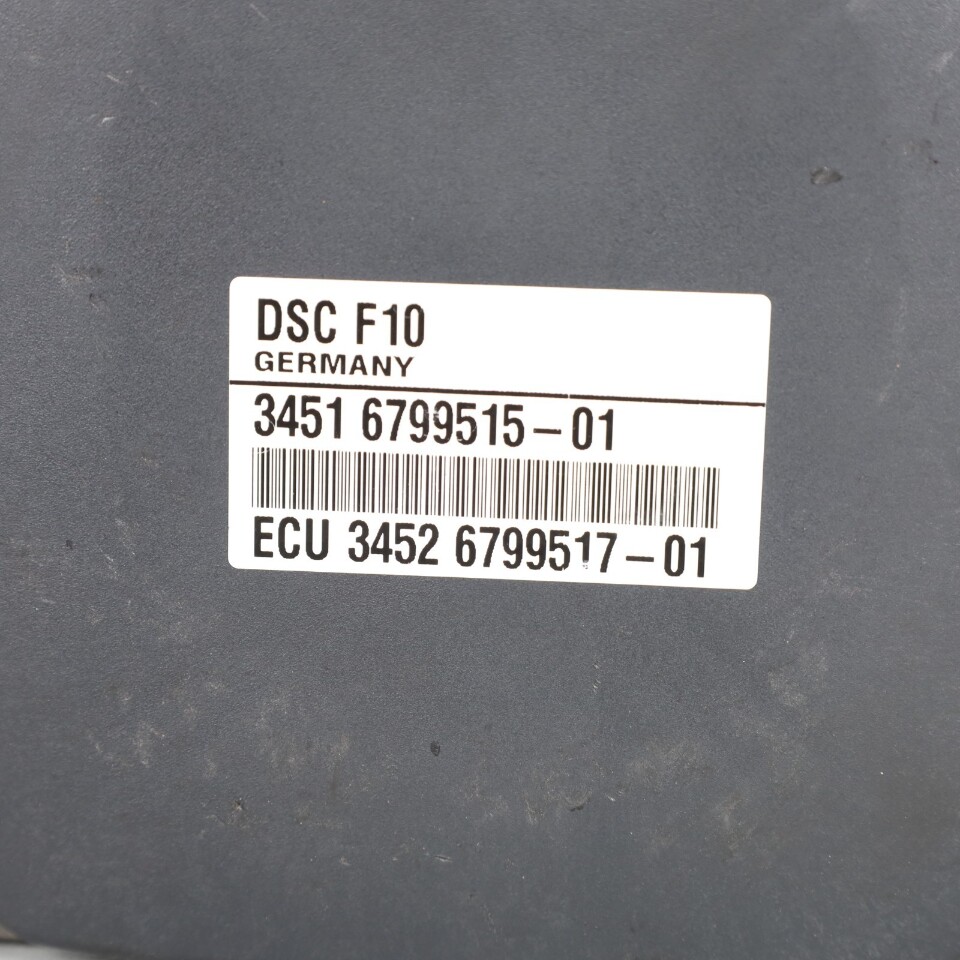 DSC F10
GERMANY
3451 6799515-01
ECU 3452 6799517-01